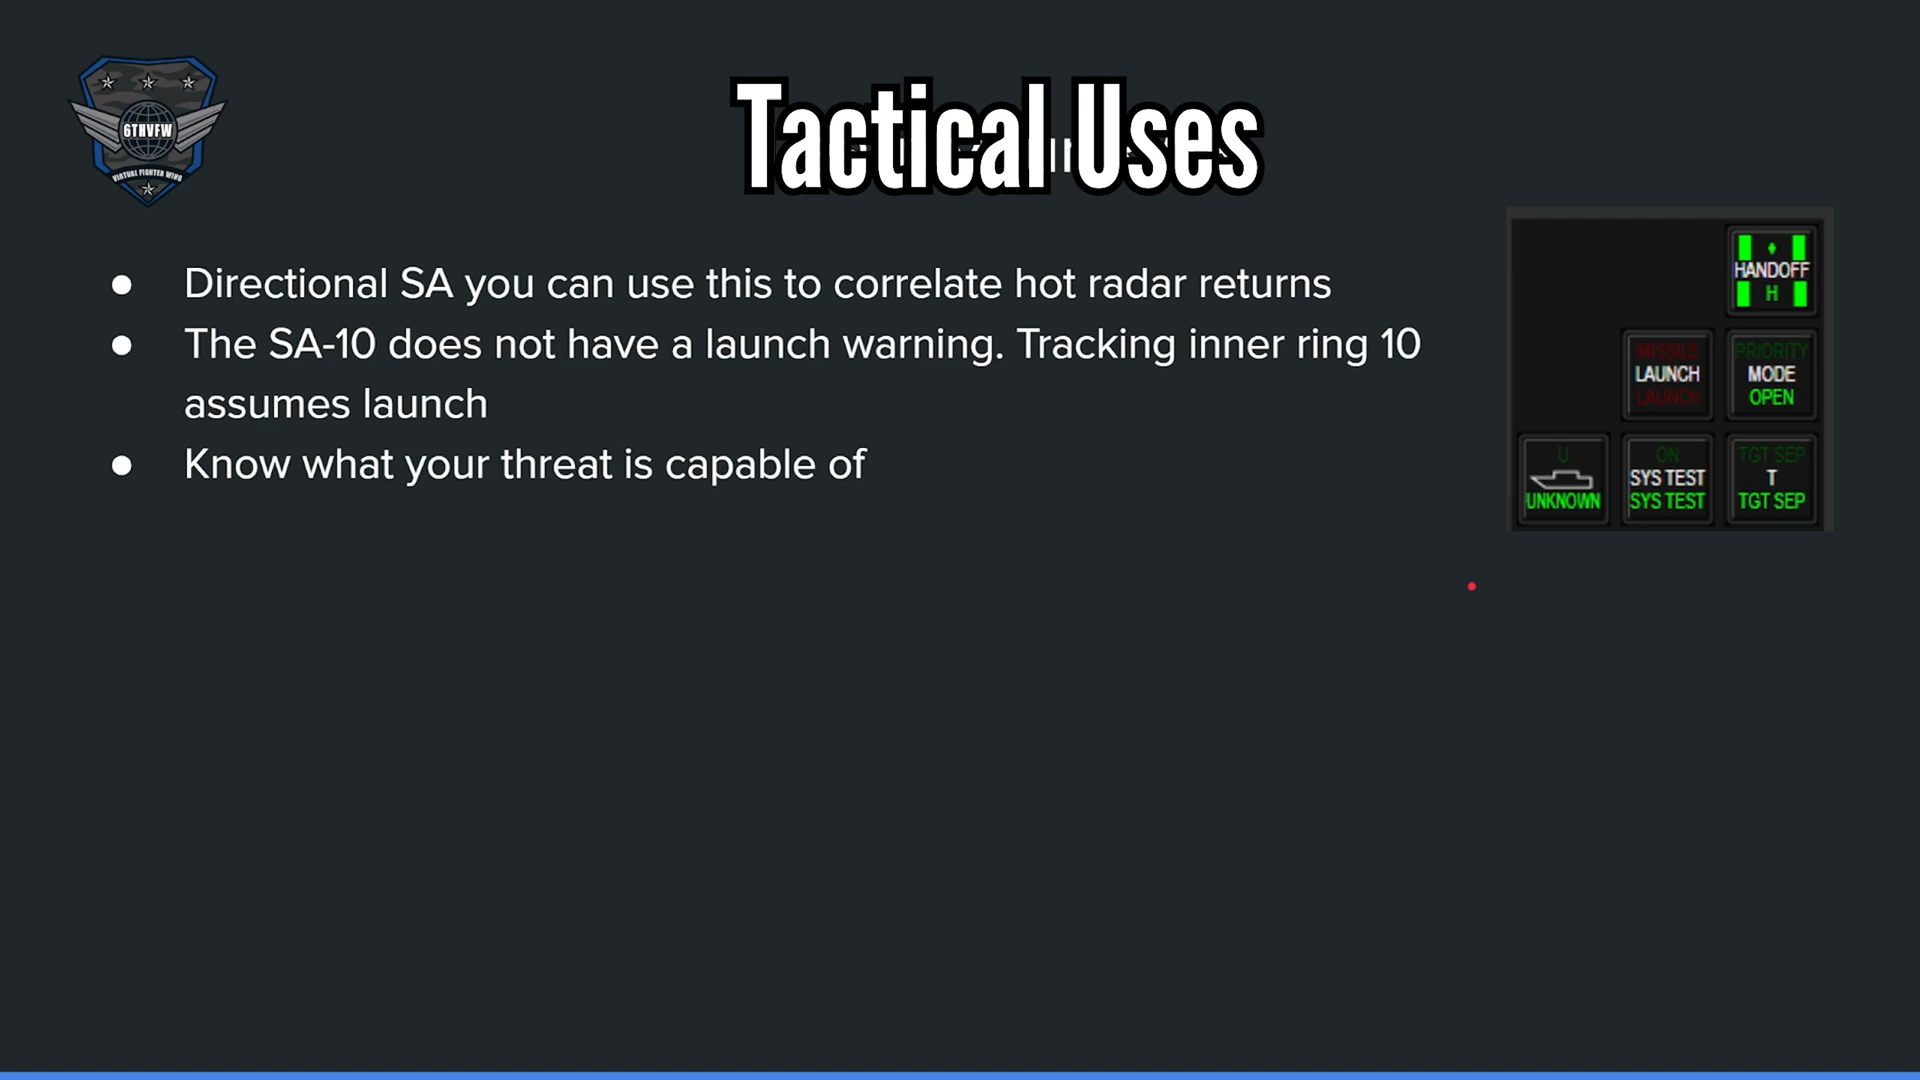 6THVFW
VIRTUAL FIGHTER WING
Tactical Uses
Directional SA you can use this to correlate hot radar returns
The SA-10 does not have a launch warning. Tracking inner ring 10
assumes launch
Know what your threat is capable of
HANDOFF
H
MISSILE
LAUNCH
LAUNCH
PRIORITY
MODE
OPEN
U
UNKNOWN
ON
SYS TEST
SYS TEST
TGT SEP
T
TGT SEP